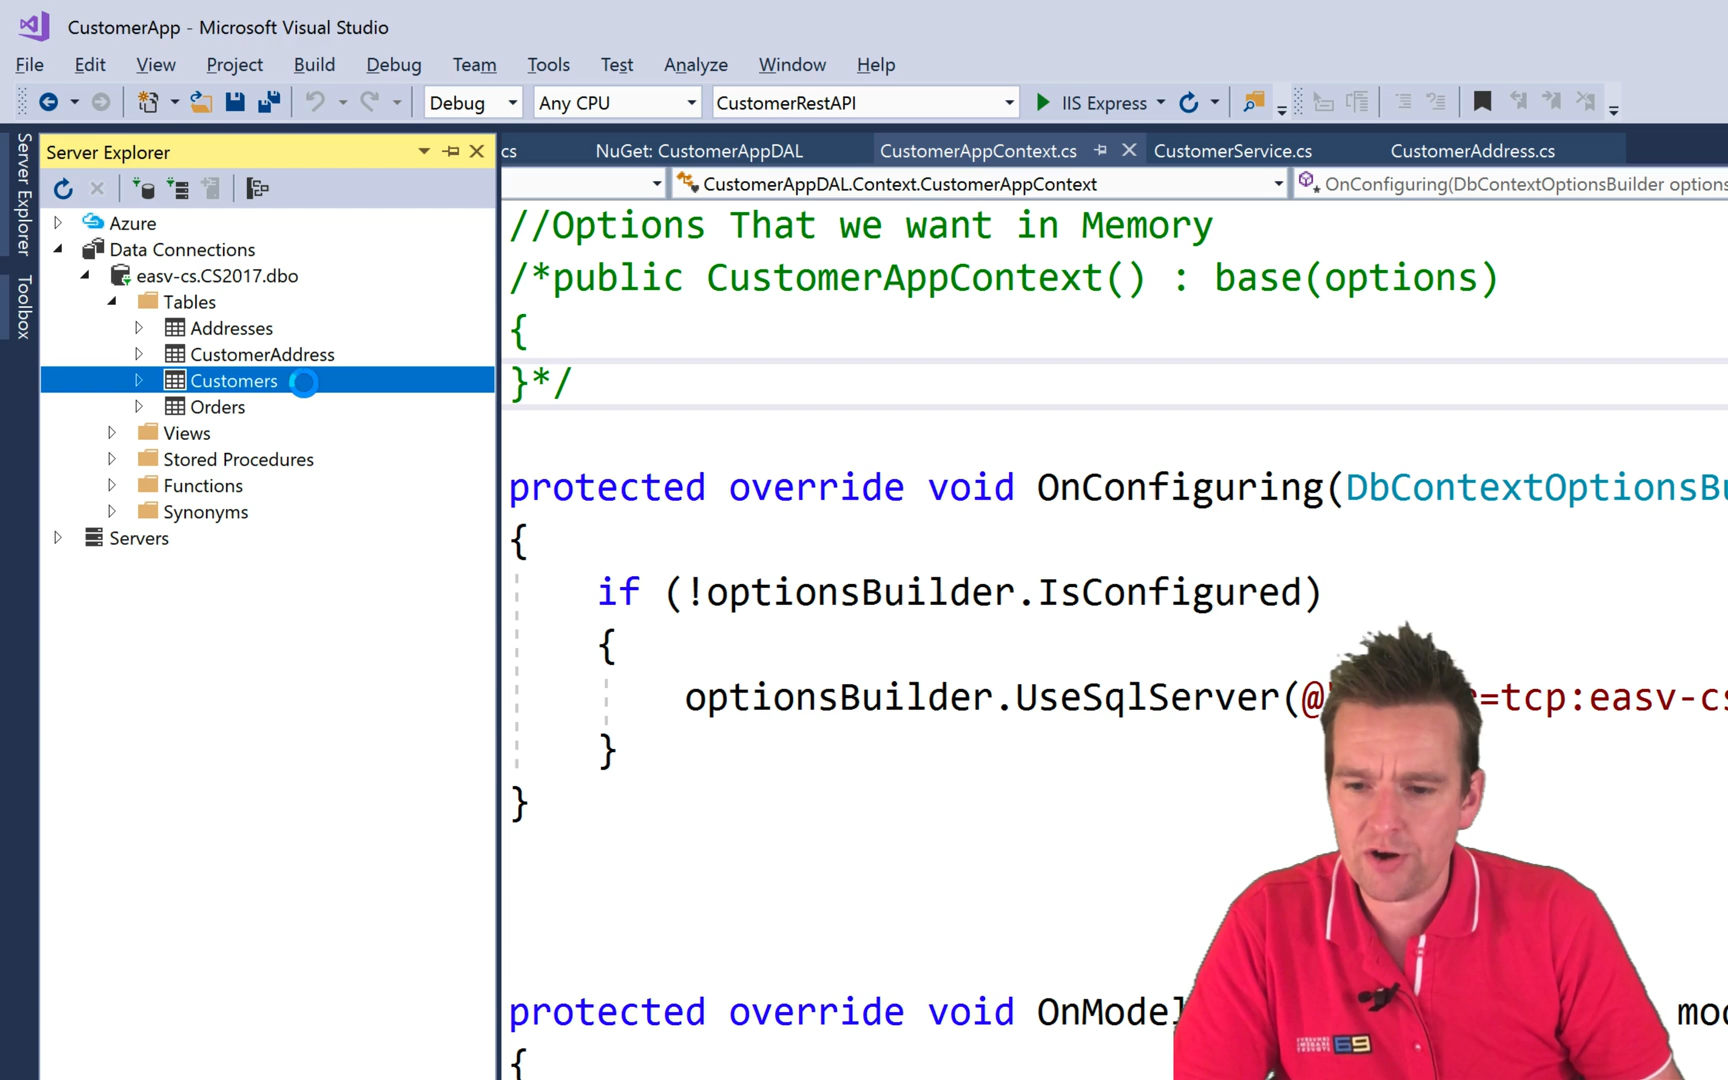 CustomerApp - Microsoft Visual Studio
File Edit View Project Build Debug Team Tools Test Analyze Window Help
Debug Any CPU CustomerRestAPI IIS Express
Server Explorer
Toolbox
Server Explorer
cs NuGet: CustomerAppDAL CustomerAppContext.cs CustomerService.cs CustomerAddress.cs
CustomerAppDAL.Context.CustomerAppContext OnConfiguring(DbContextOptionsBuilder options
Azure
Data Connections
easv-cs.CS2017.dbo
Tables
Addresses
CustomerAddress
Customers
Orders
Views
Stored Procedures
Functions
Synonyms
Servers
//Options That we want in Memory
/*public CustomerAppContext() : base(options)
{
}*/
protected override void OnConfiguring(DbContextOptionsBu
{
if (!optionsBuilder.IsConfigured)
{
optionsBuilder.UseSqlServer(@ =tcp:easv-cs
}
}
protected override void OnModel mod
{